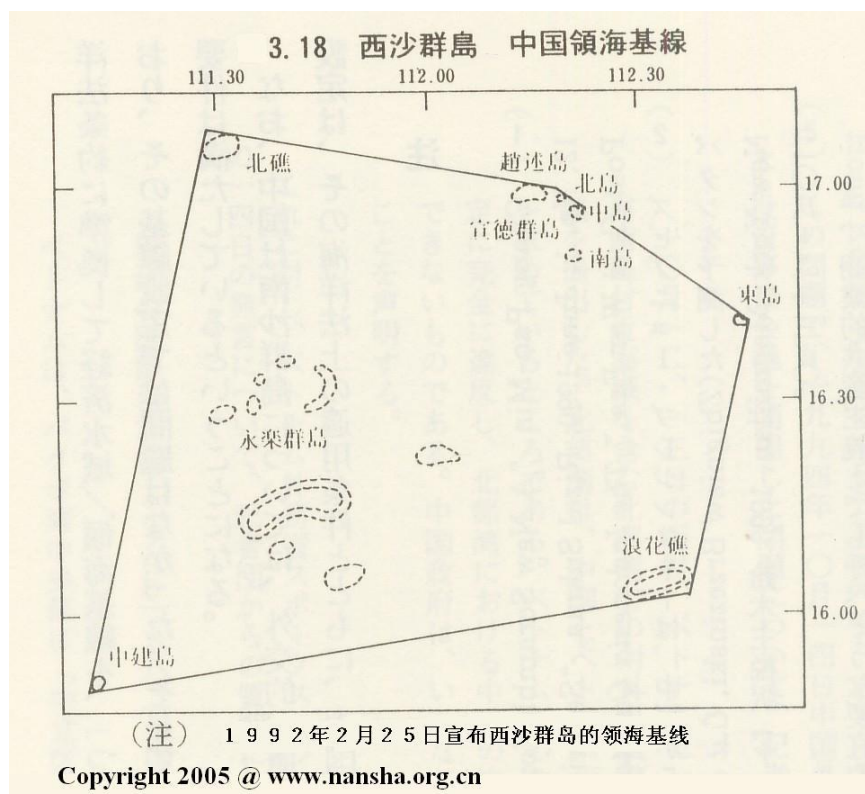 3.18 西沙群島 中国領海基線
111.30 112.00 112.30
北礁
趙述島
北島
中島
宣德群島
南島
17.00
東島
16.30
永楽群島
浪花礁
16.00
中建島
(注) 1992年2月25日宣布西沙群岛的领海基线
Copyright 2005 @ www.nansha.org.cn